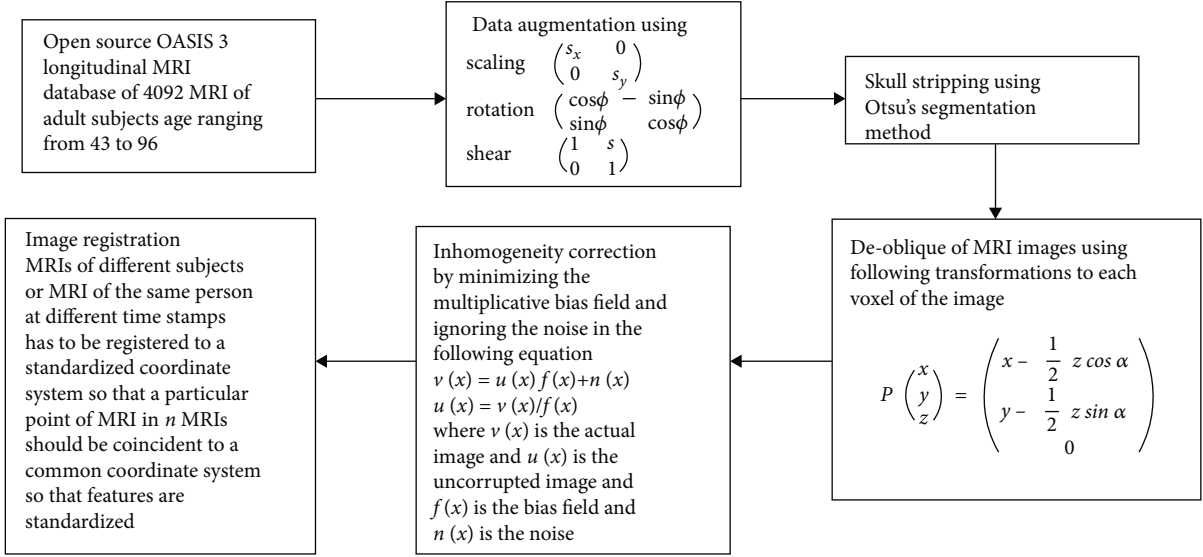 Open source OASIS 3
longitudinal MRI
database of 4092 MRI of
adult subjects age ranging
from 43 to 96
Data augmentation using
scaling (s_x 0
0 s_y)
rotation (cosϕ − sinϕ
sinϕ cosϕ)
shear (1 s
0 1)
Skull stripping using
Otsu's segmentation
method
De-oblique of MRI images using
following transformations to each
voxel of the image
P (x y z) = (x – 1/2 z cos α
y – 1/2 z sin α
0)
Inhomogeneity correction
by minimizing the
multiplicative bias field and
ignoring the noise in the
following equation
v (x) = u (x) f (x)+n (x)
u (x) = v (x)/f (x)
where v (x) is the actual
image and u (x) is the
uncorrupted image and
f (x) is the bias field and
n (x) is the noise
Image registration
MRIs of different subjects
or MRI of the same person
at different time stamps
has to be registered to a
standardized coordinate
system so that a particular
point of MRI in n MRIs
should be coincident to a
common coordinate system
so that features are
standardized